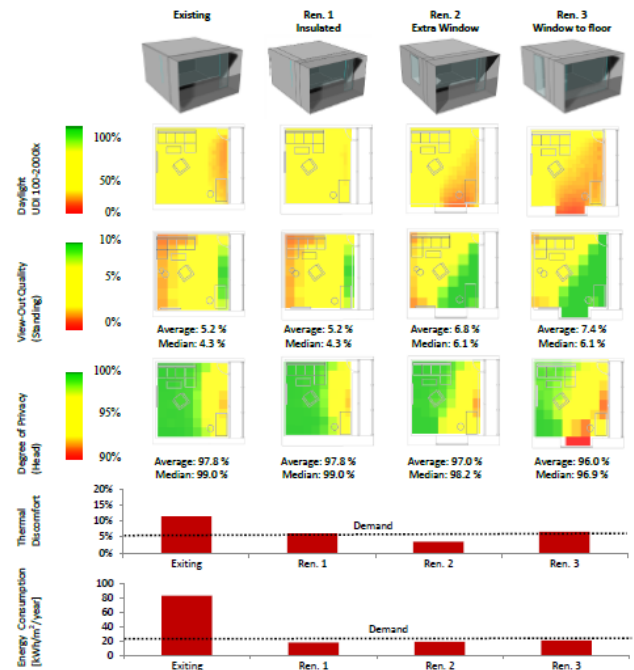 Existing Ren. 1 Ren. 2 Ren. 3
Insulated Extra Window Window to floor
Daylight
UDI 100-2000x
100%
50%
0%
View-Out Quality
(Standing)
10%
5%
0%
Average: 5.2 % Average: 5.2 % Average: 6.8 % Average: 7.4 %
Median: 4.3 % Median: 4.3 % Median: 6.1 % Median: 6.1 %
Degree of Privacy
(Head)
100%
95%
90%
Average: 97.8 % Average: 97.8 % Average: 97.0 % Average: 96.0 %
Median: 99.0 % Median: 99.0 % Median: 98.2 % Median: 96.9 %
Thermal
Discomfort
20%
15%
10%
5%
0%
Demand
Exiting Ren. 1 Ren. 2 Ren. 3
Energy Consumption
[kWh/m²/year]
100
80
60
40
20
0
Demand
Exiting Ren. 1 Ren. 2 Ren. 3